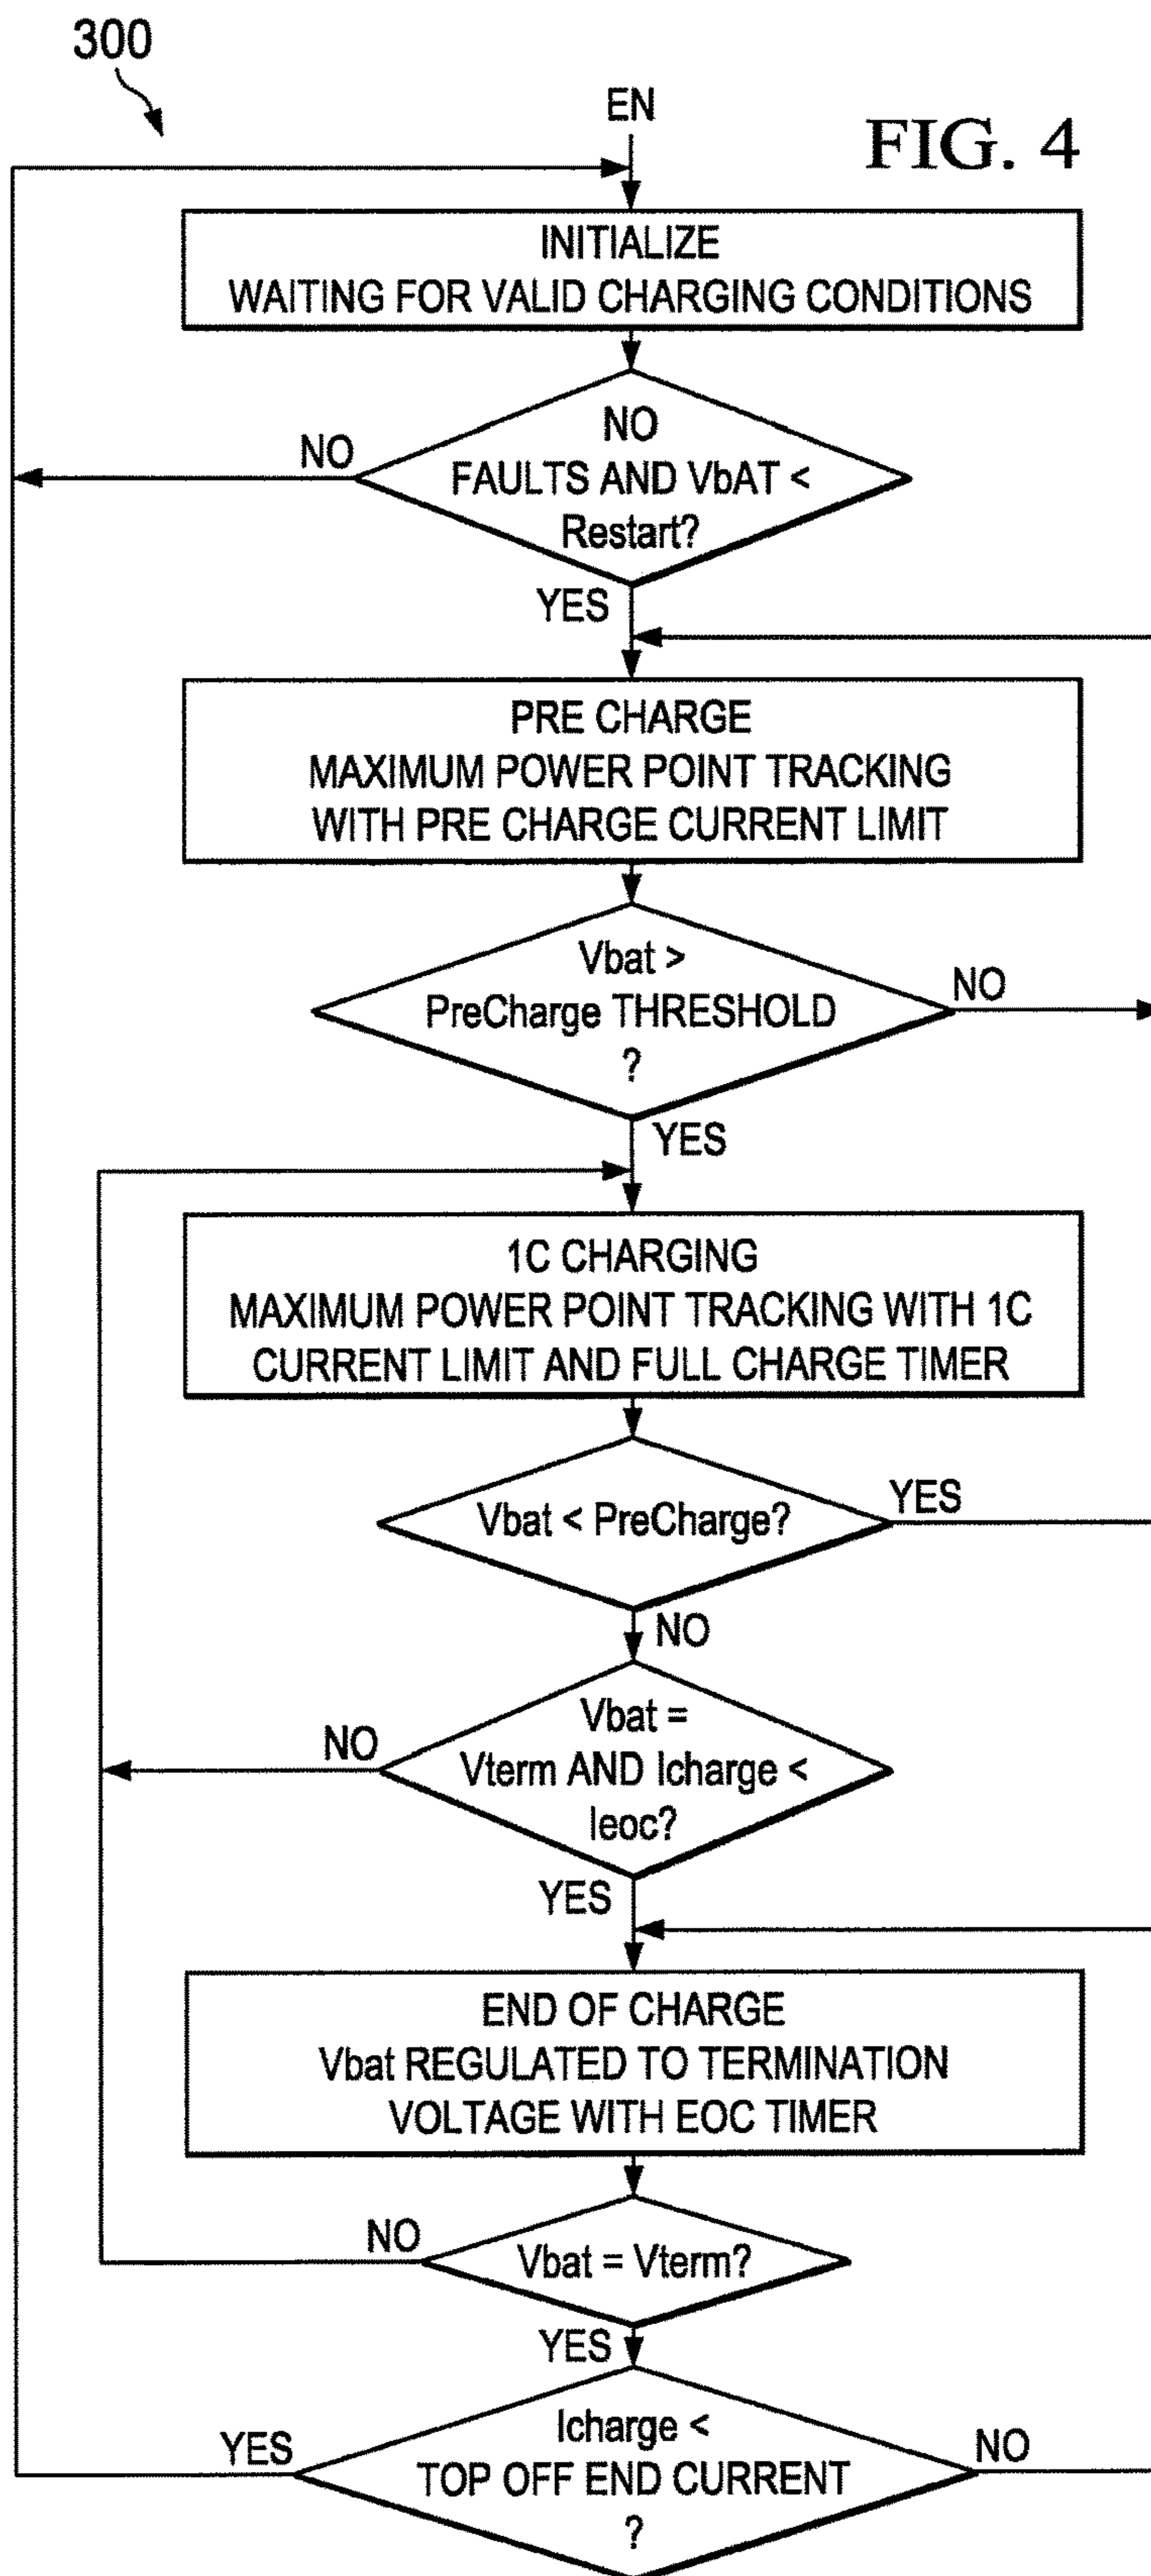 300
EN
FIG. 4
INITIALIZE
WAITING FOR VALID CHARGING CONDITIONS
NO
NO
FAULTS AND VbAT <
Restart?
YES
PRE CHARGE
MAXIMUM POWER POINT TRACKING
WITH PRE CHARGE CURRENT LIMIT
Vbat >
PreCharge THRESHOLD
?
NO
YES
1C CHARGING
MAXIMUM POWER POINT TRACKING WITH 1C
CURRENT LIMIT AND FULL CHARGE TIMER
Vbat < PreCharge?
YES
NO
Vbat =
Vterm AND Icharge <
Ieoc?
NO
YES
END OF CHARGE
Vbat REGULATED TO TERMINATION
VOLTAGE WITH EOC TIMER
NO
Vbat = Vterm?
YES
Icharge <
TOP OFF END CURRENT
?
YES
NO